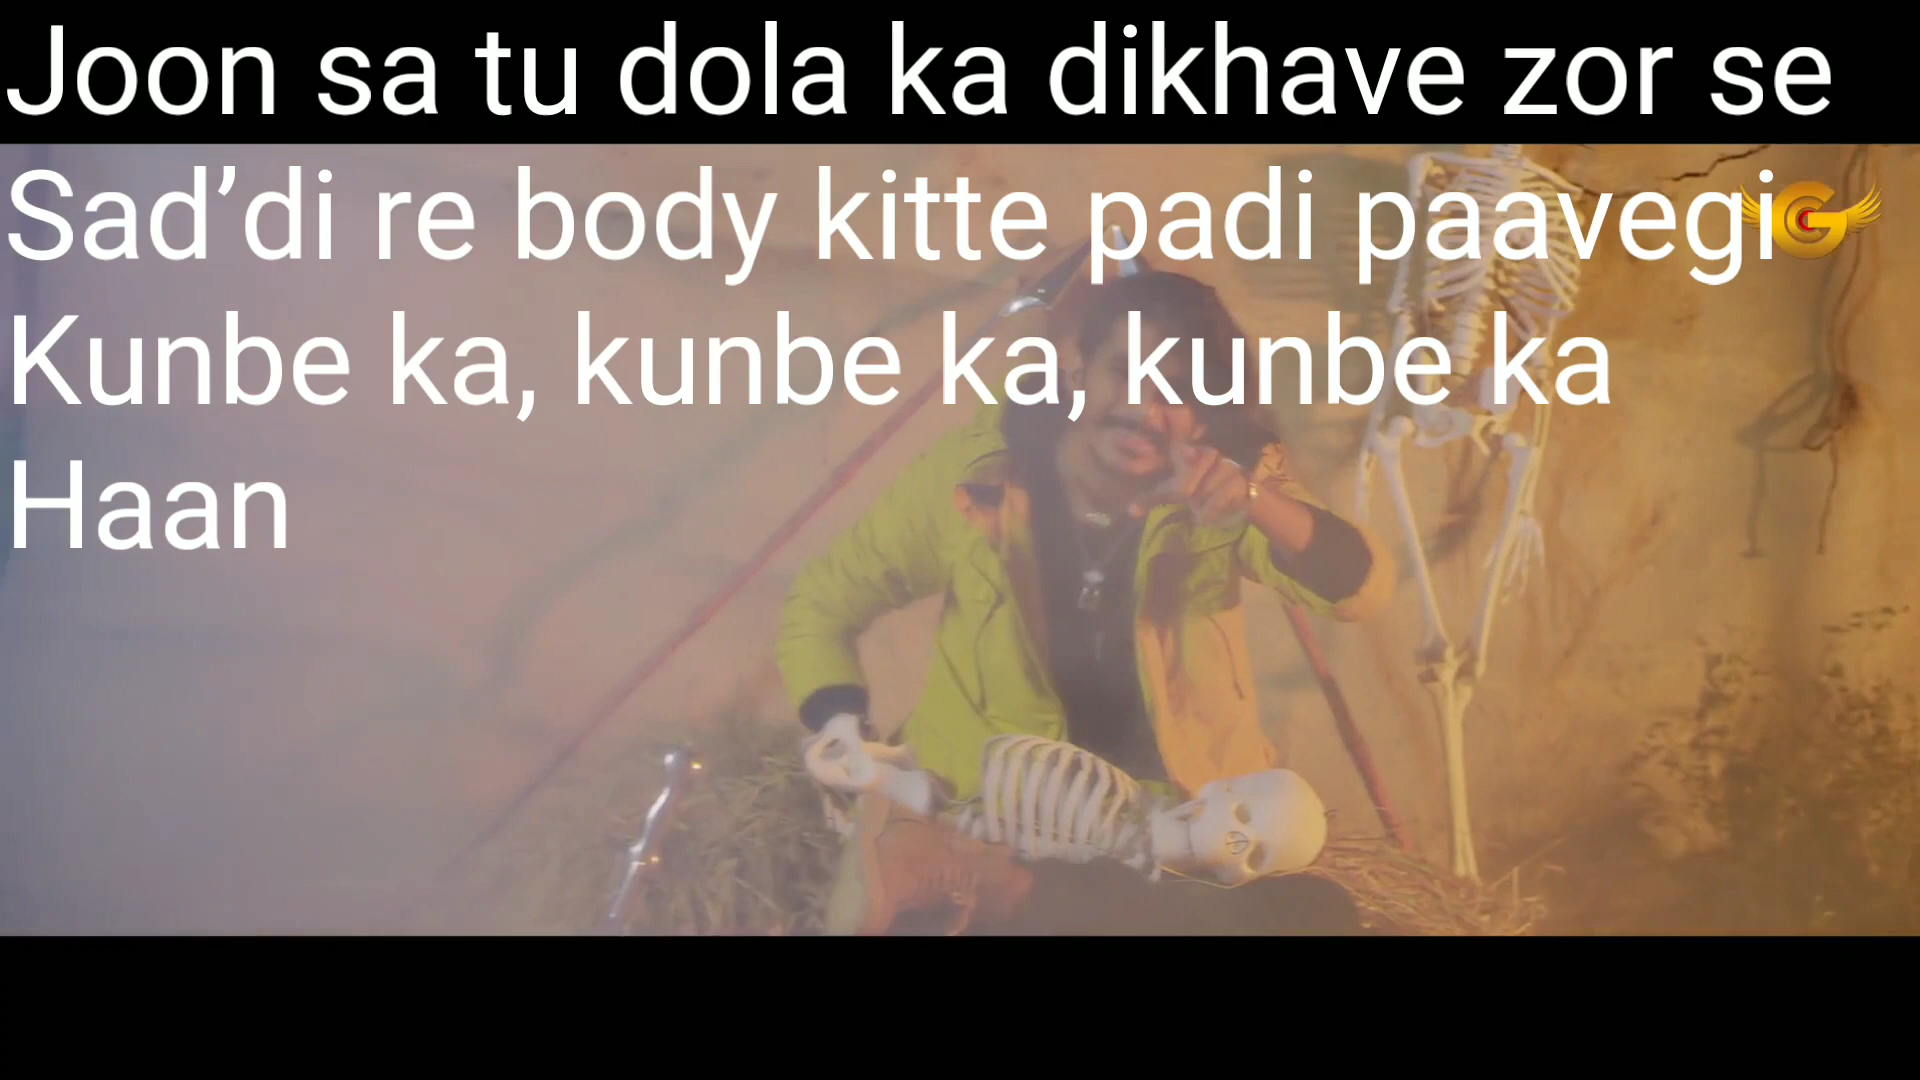 Joon sa tu dola ka dikhave zor se
Sad’di re body kitte padi paavegi
Kunbe ka, kunbe ka, kunbe ka
Haan